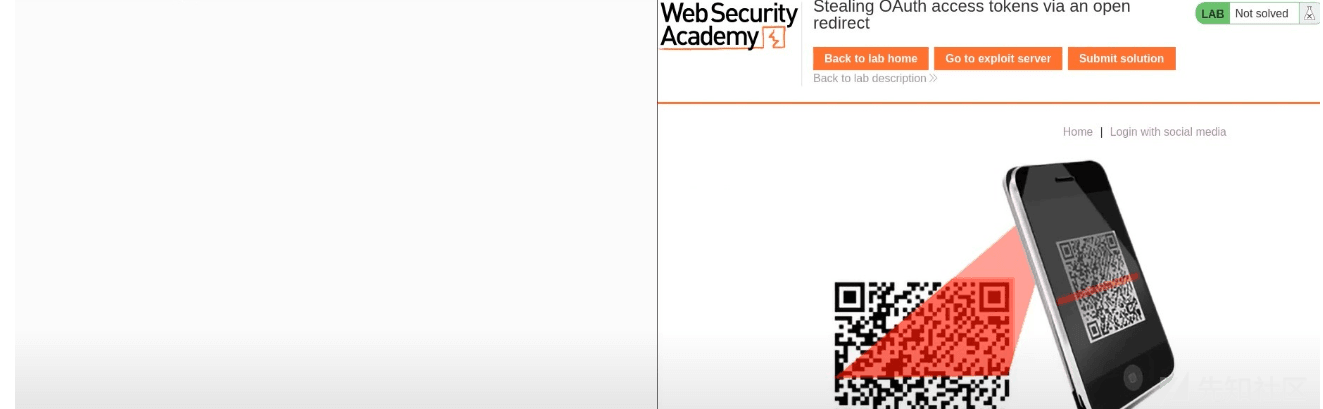 Web Security
Academy
Stealing OAuth access tokens via an open
redirect
LAB Not solved
Back to lab home Go to exploit server Submit solution
Back to lab description
Home | Login with social media